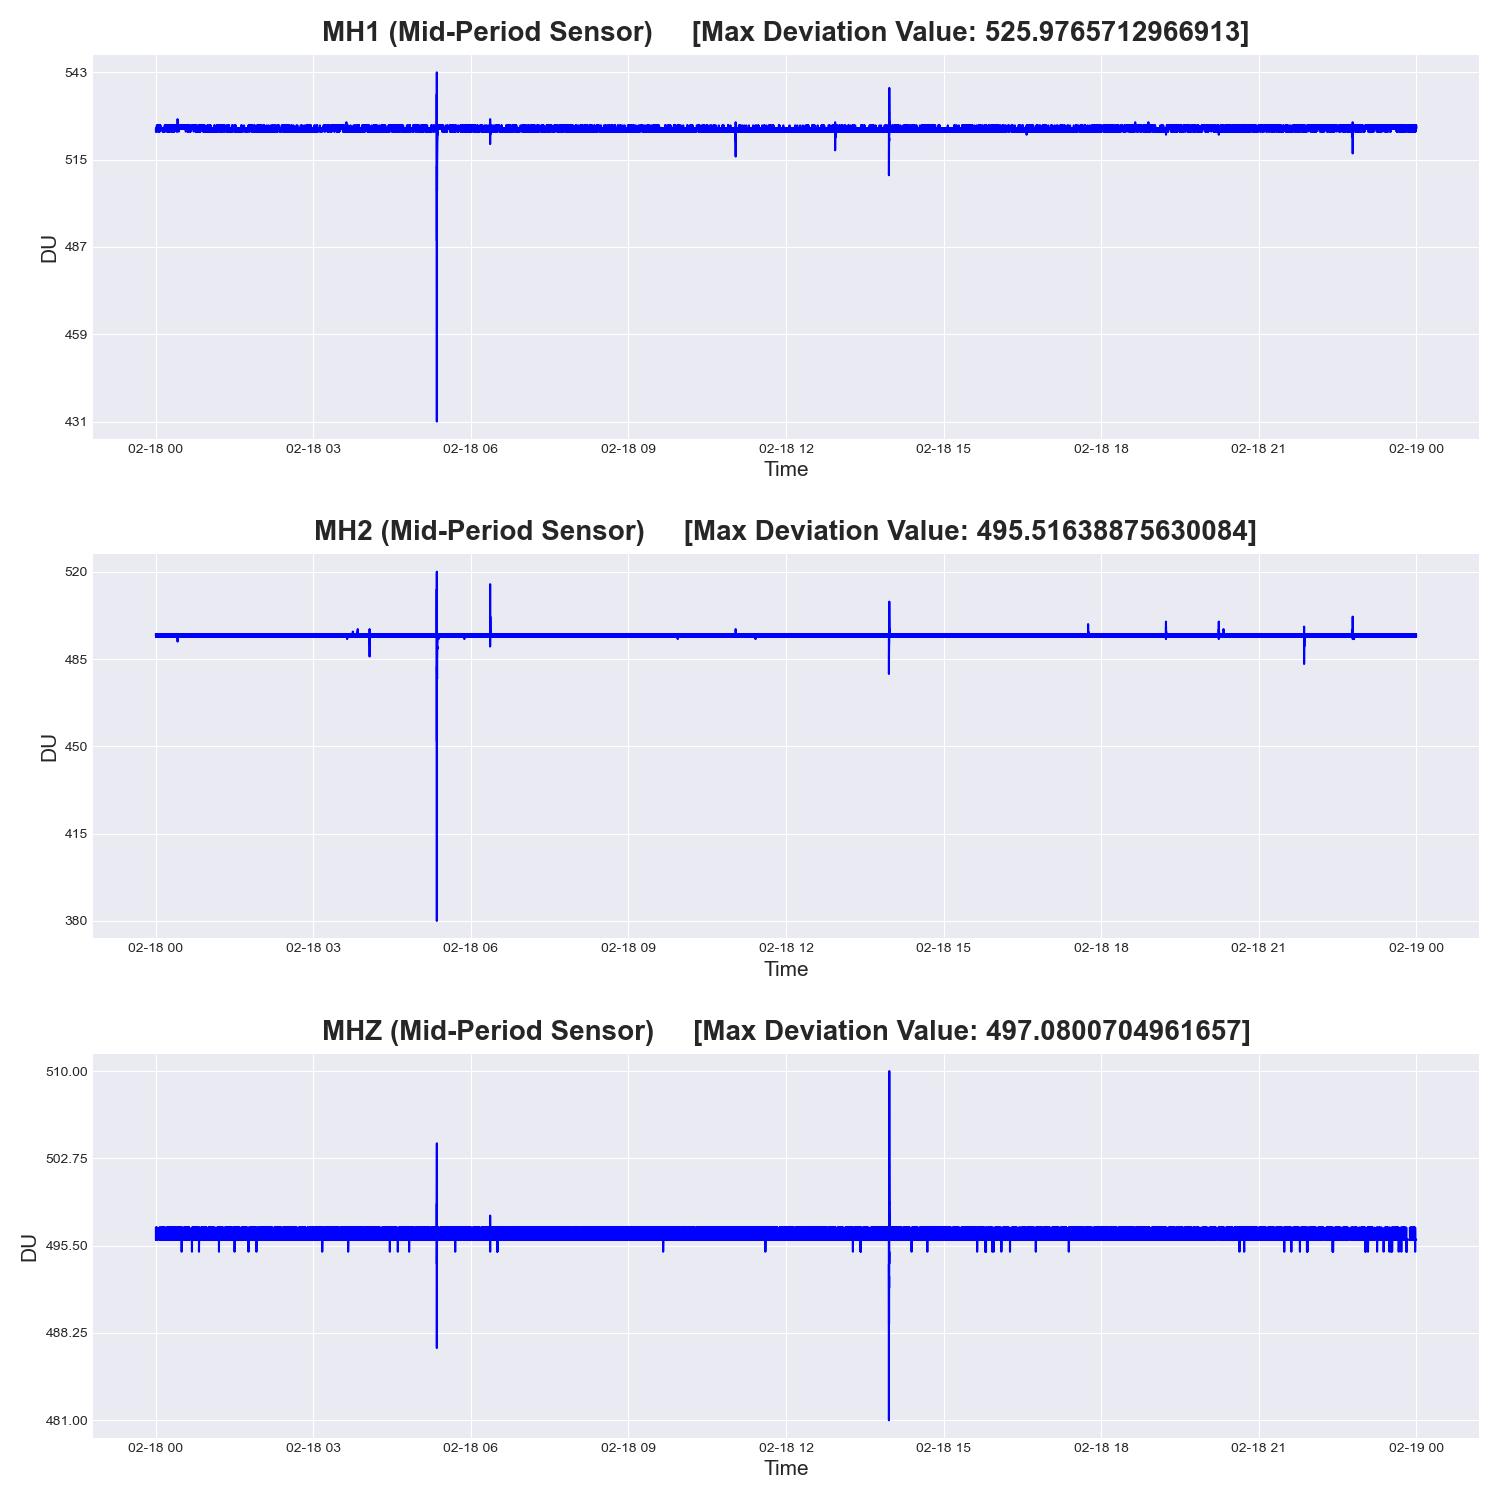 MH1 (Mid-Period Sensor) [Max Deviation Value: 525.9765712966913]
543
515
487
459
431
DU
02-18 00 02-18 03 02-18 06 02-18 09 02-18 12 02-18 15 02-18 18 02-18 21 02-19 00
Time
MH2 (Mid-Period Sensor) [Max Deviation Value: 495.51638875630084]
520
485
450
415
380
DU
02-18 00 02-18 03 02-18 06 02-18 09 02-18 12 02-18 15 02-18 18 02-18 21 02-19 00
Time
MHZ (Mid-Period Sensor) [Max Deviation Value: 497.0800704961657]
510.00
502.75
495.50
488.25
481.00
DU
02-18 00 02-18 03 02-18 06 02-18 09 02-18 12 02-18 15 02-18 18 02-18 21 02-19 00
Time